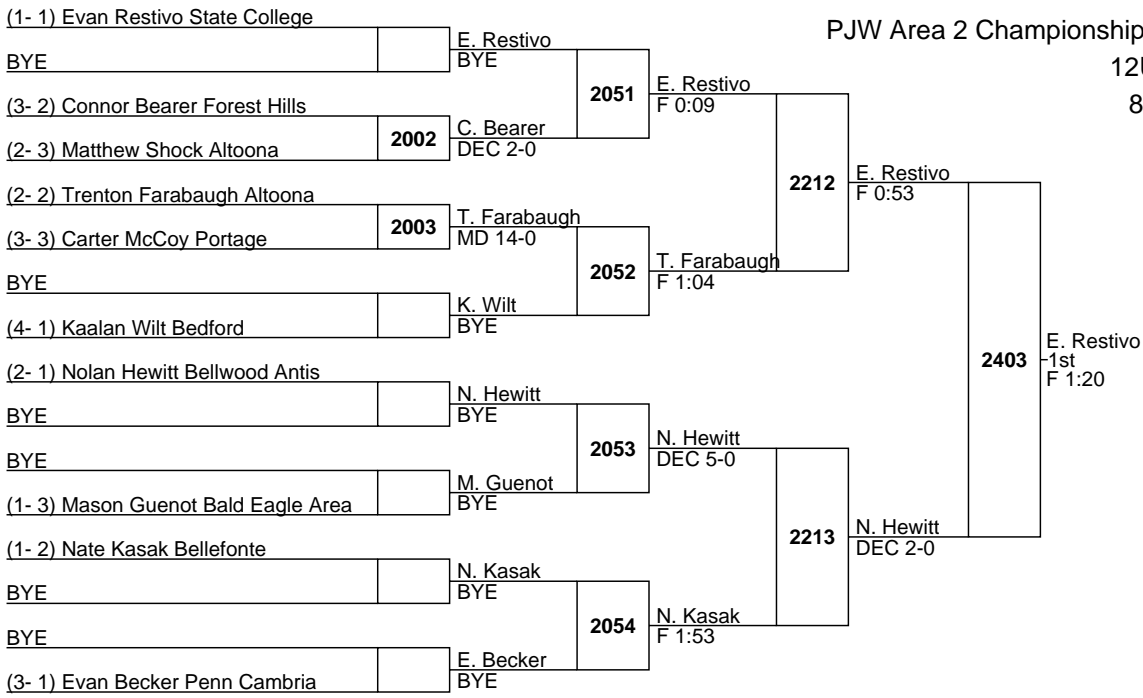 PJW Area 2 Championship
12U
8
(1- 1) Evan Restivo State College
BYE
(3- 2) Connor Bearer Forest Hills
(2- 3) Matthew Shock Altoona
(2- 2) Trenton Farabaugh Altoona
(3- 3) Carter McCoy Portage
BYE
(4- 1) Kaalan Wilt Bedford
(2- 1) Nolan Hewitt Bellwood Antis
BYE
BYE
(1- 3) Mason Guenot Bald Eagle Area
(1- 2) Nate Kasak Bellefonte
BYE
BYE
(3- 1) Evan Becker Penn Cambria
2002
2003
E. Restivo
BYE
C. Bearer
DEC 2-0
T. Farabaugh
MD 14-0
K. Wilt
BYE
N. Hewitt
BYE
M. Guenot
BYE
N. Kasak
BYE
E. Becker
BYE
2051
2052
2053
2054
E. Restivo
F 0:09
T. Farabaugh
F 1:04
N. Hewitt
DEC 5-0
N. Kasak
F 1:53
2212
2213
E. Restivo
F 0:53
N. Hewitt
DEC 2-0
2403
E. Restivo
1st
F 1:20